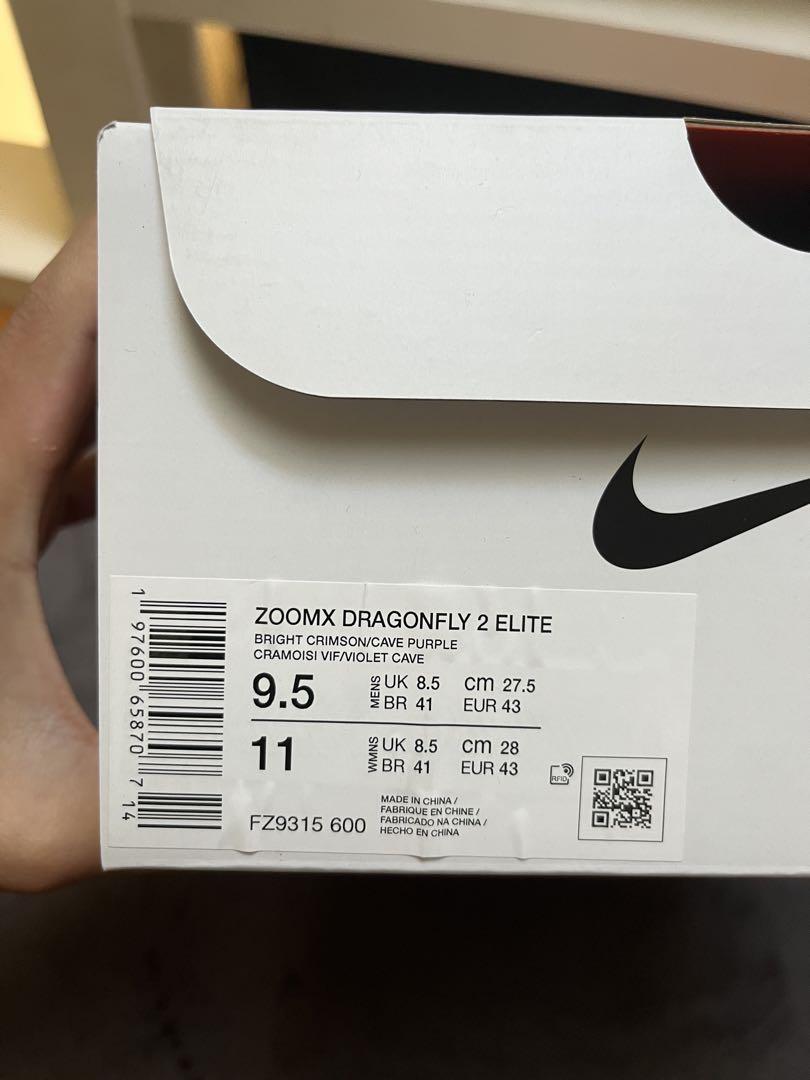 ZOOMX DRAGONFLY 2 ELITE
BRIGHT CRIMSON/CAVE PURPLE
CRAMOISI VIF/VIOLET CAVE
9.5 MENS UK 8.5 cm 27.5
BR 41 EUR 43
11 WMNS UK 8.5 cm 28
BR 41 EUR 43
RFID
FZ9315 600
MADE IN CHINA /
FABRIQUE EN CHINE /
FABRICADO NA CHINA /
HECHO EN CHINA
1 97600 65870 7 14